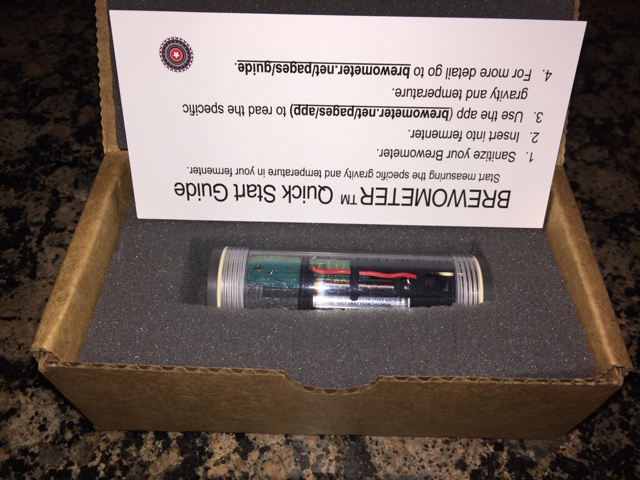 BREWOMETER™ Quick Start Guide
Start measuring the specific gravity and temperature in your fermenter.
1. Sanitize your Brewometer.
2. Insert into fermenter.
3. Use the app (brewometer.net/pages/app) to read the specific
gravity and temperature.
4. For more detail go to brewometer.net/pages/guide.